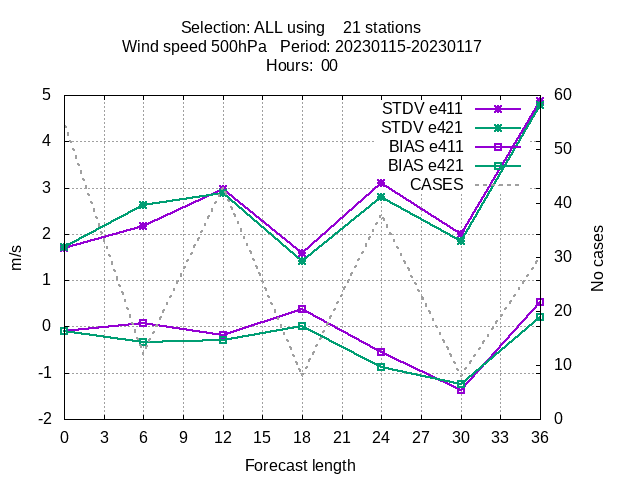 Selection: ALL using    21 stations
Wind speed 500hPa   Period: 20230115-20230117
Hours:  00
STDV e411
STDV e421
BIAS e411
BIAS e421
CASES
5
4
3
2
1
0
-1
-2
m/s
60
50
40
30
20
10
0
No cases
0 3 6 9 12 15 18 21 24 27 30 33 36
Forecast length